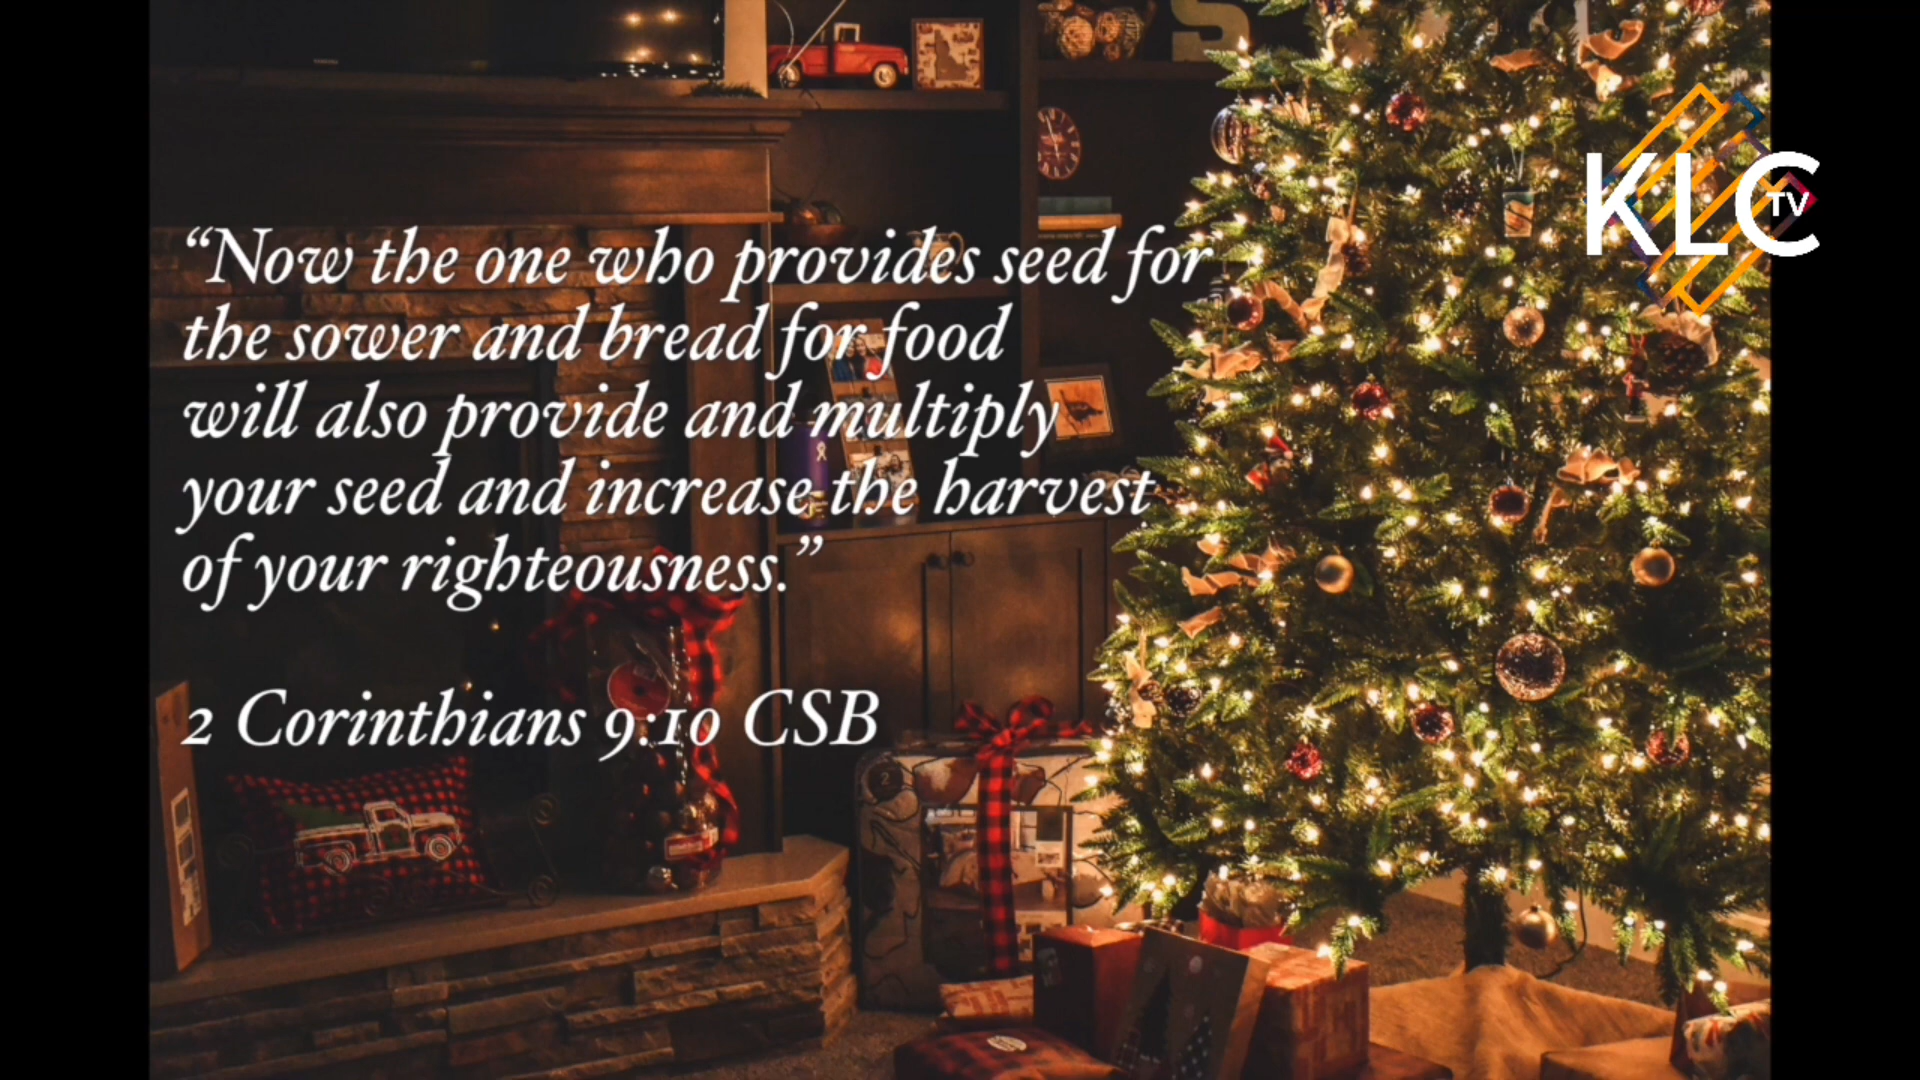 “Now the one who provides seed for
the sower and bread for food
will also provide and multiply
your seed and increase the harvest
of your righteousness.”
2 Corinthians 9:10 CSB
KLC
TV